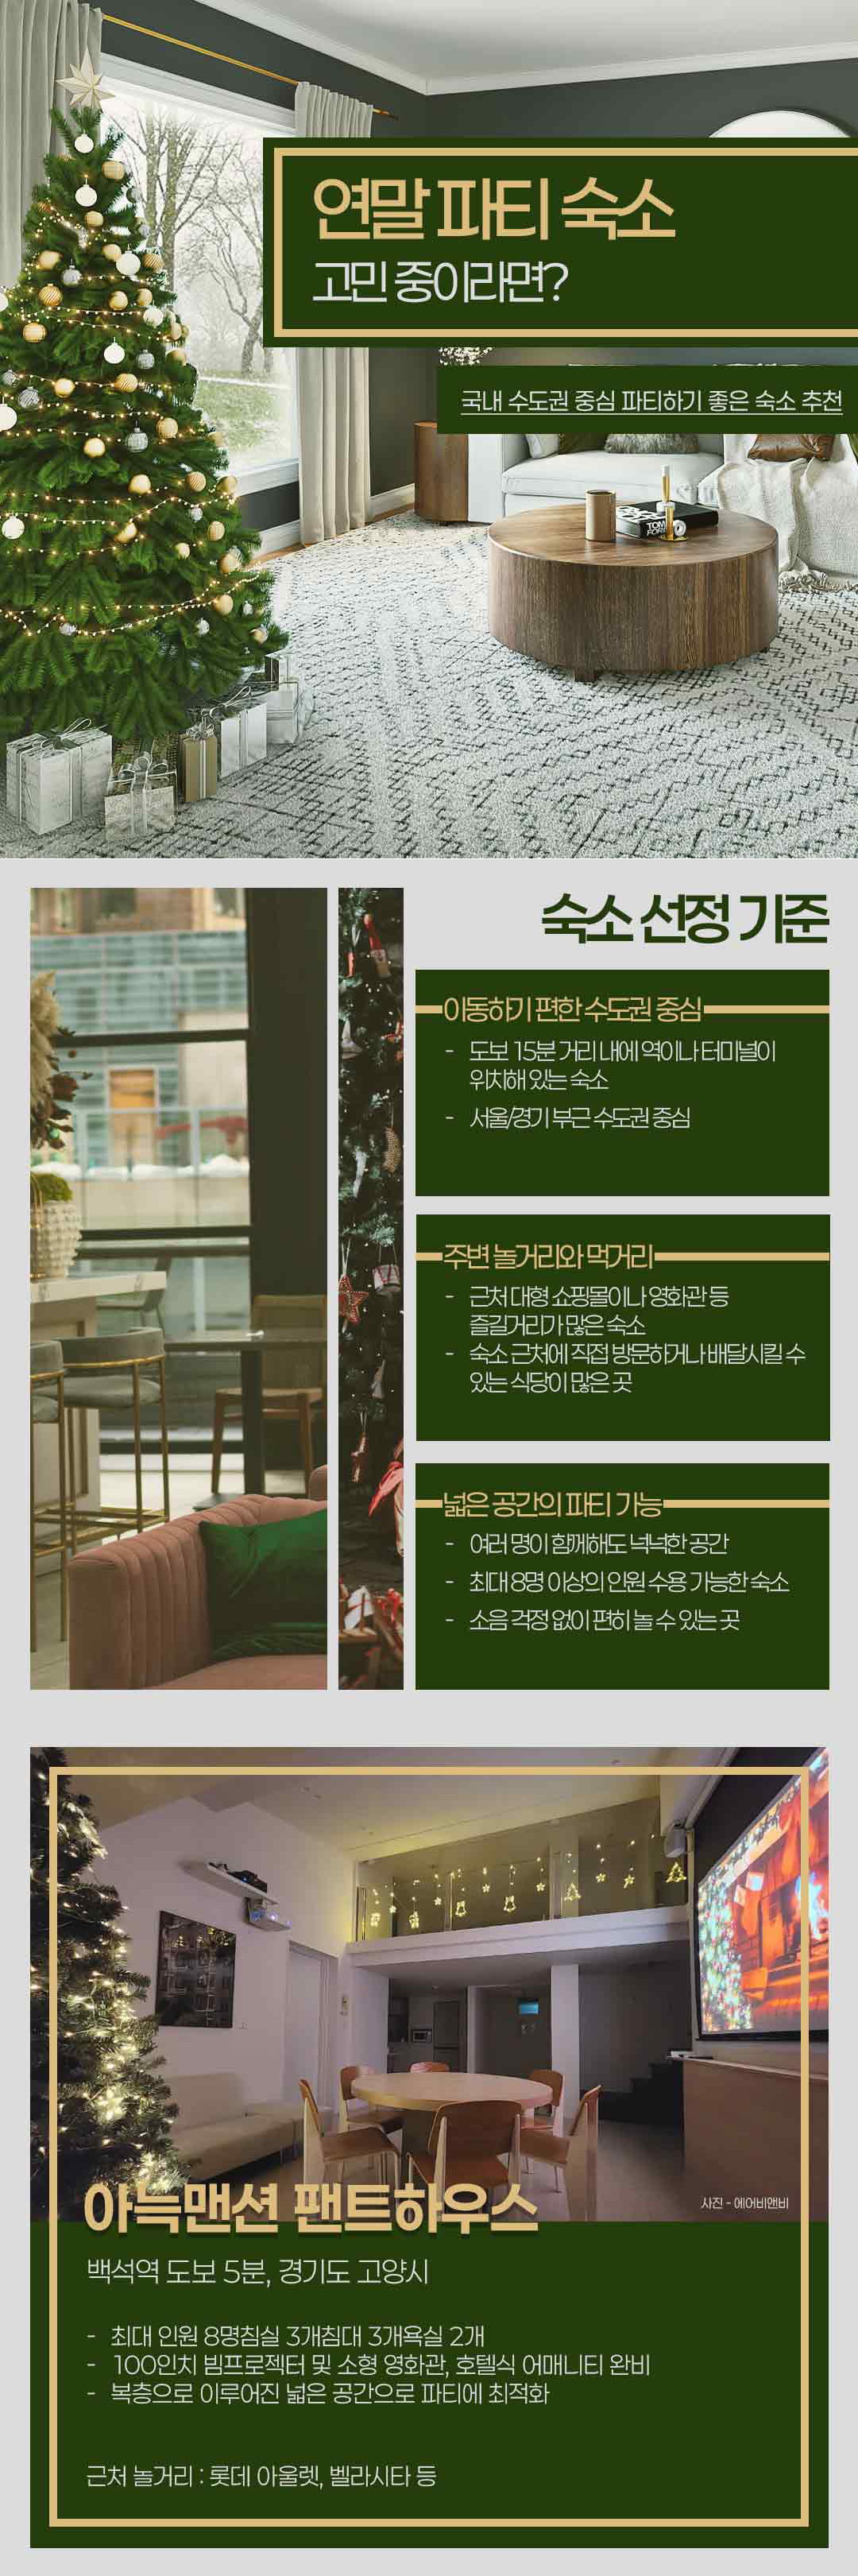 연말 파티 숙소
고민 중이라면?
국내 수도권 중심 파티하기 좋은 숙소 추천
TOM
FORD
숙소 선정 기준
이동하기 편한 수도권 중심
- 도보 15분 거리 내에 역이나 터미널이
위치해 있는 숙소
- 서울/경기 부근 수도권 중심
주변 놀거리와 먹거리
- 근처 대형 쇼핑몰이나 영화관 등
즐길거리가 많은 숙소
- 숙소 근처에 직접 방문하거나 배달시킬 수
있는 식당이 많은 곳
넓은 공간의 파티 가능
- 여러 명이 함께해도 넉넉한 공간
- 최대 8명 이상의 인원 수용 가능한 숙소
- 소음 걱정 없이 편히 놀 수 있는 곳
아늑맨션 팬트하우스
사진 - 에어비앤비
백석역 도보 5분, 경기도 고양시
- 최대 인원 8명침실 3개침대 3개욕실 2개
- 100인치 빔프로젝터 및 소형 영화관, 호텔식 어매니티 완비
- 복층으로 이루어진 넓은 공간으로 파티에 최적화
근처 놀거리 : 롯데 아울렛, 벨라시타 등